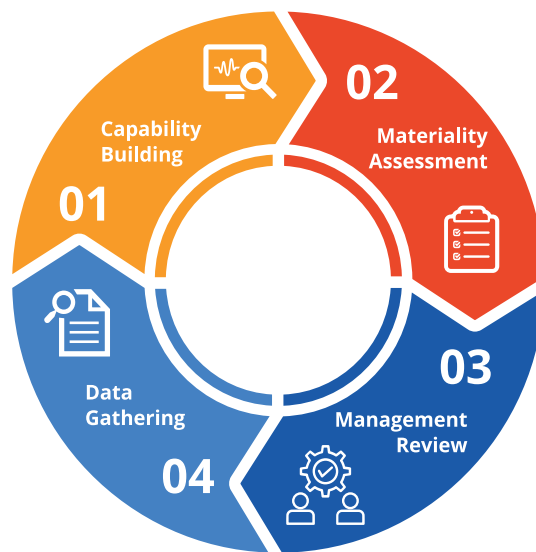 01
Capability
Building
02
Materiality
Assessment
03
Management
Review
04
Data
Gathering